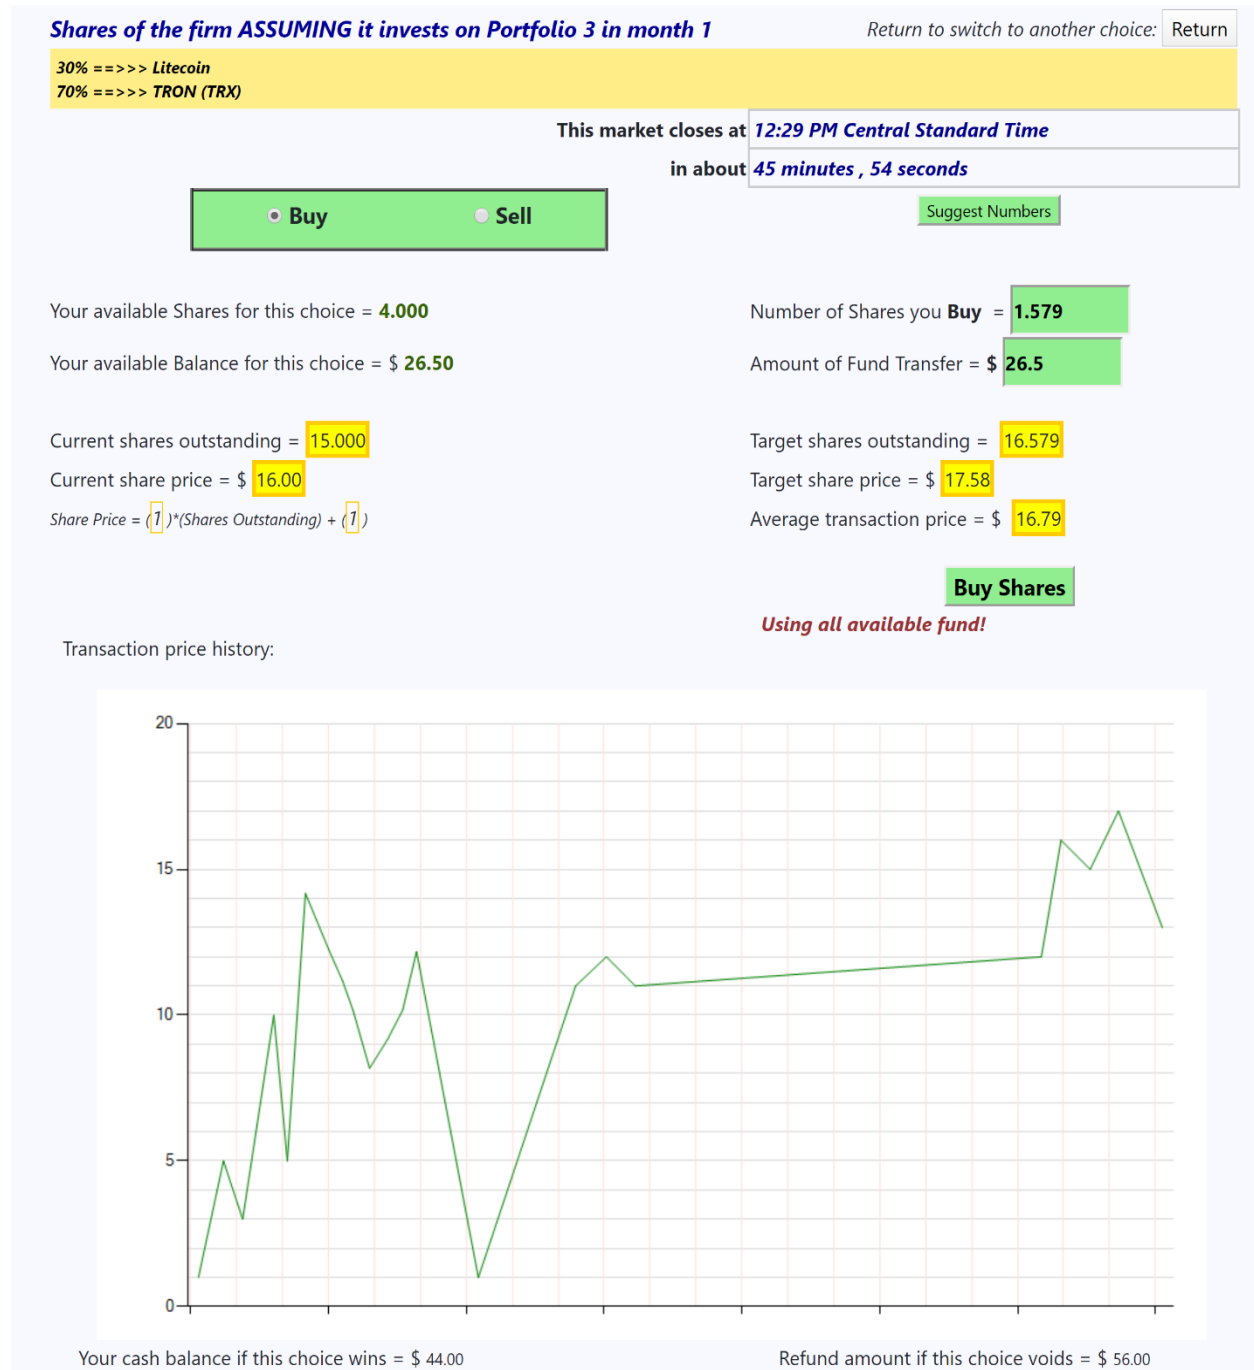 Shares of the firm ASSUMING it invests on Portfolio 3 in month 1
Return to switch to another choice: Return
30% ==>>> Litecoin
70% ==>>> TRON (TRX)
This market closes at 12:29 PM Central Standard Time
in about 45 minutes , 54 seconds
Buy Sell
Suggest Numbers
Your available Shares for this choice = 4.000
Number of Shares you Buy = 1.579
Your available Balance for this choice = $ 26.50
Amount of Fund Transfer = $ 26.5
Current shares outstanding = 15.000
Target shares outstanding = 16.579
Current share price = $ 16.00
Target share price = $ 17.58
Share Price = (1 )*(Shares Outstanding) + (1 )
Average transaction price = $ 16.79
Buy Shares
Using all available fund!
Transaction price history:
20
15
10
5
0
Your cash balance if this choice wins = $ 44.00
Refund amount if this choice voids = $ 56.00